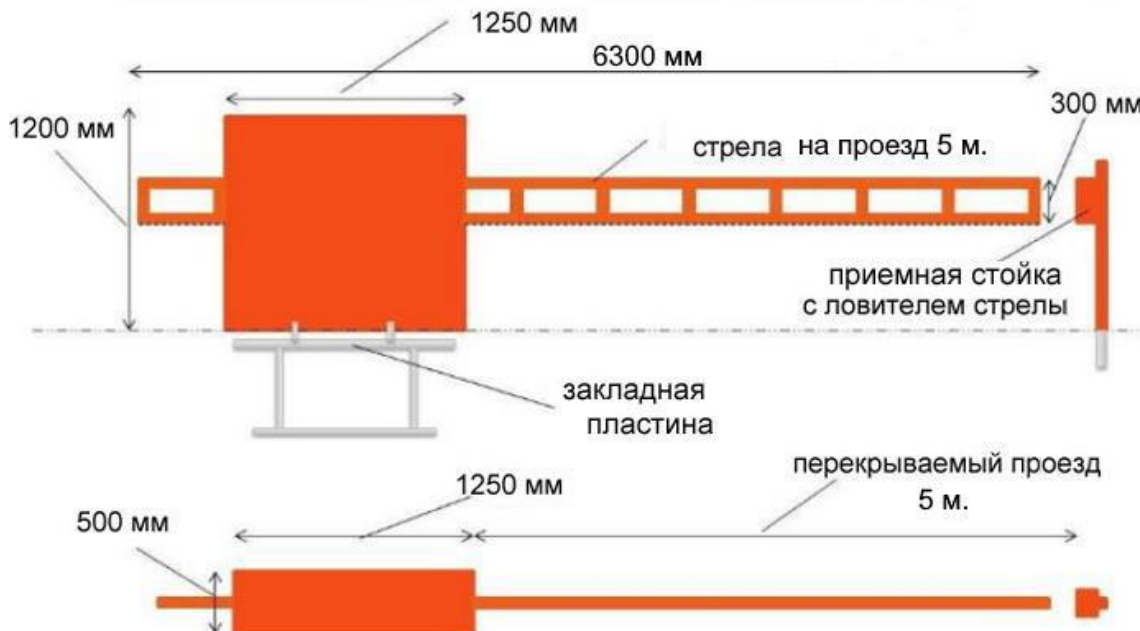 1250 мм
6300 мм
300 мм
1200 мм
стрела на проезд 5 м.
приемная стойка
с ловителем стрелы
закладная
пластина
перекрываемый проезд
5 м.
1250 мм
500 мм